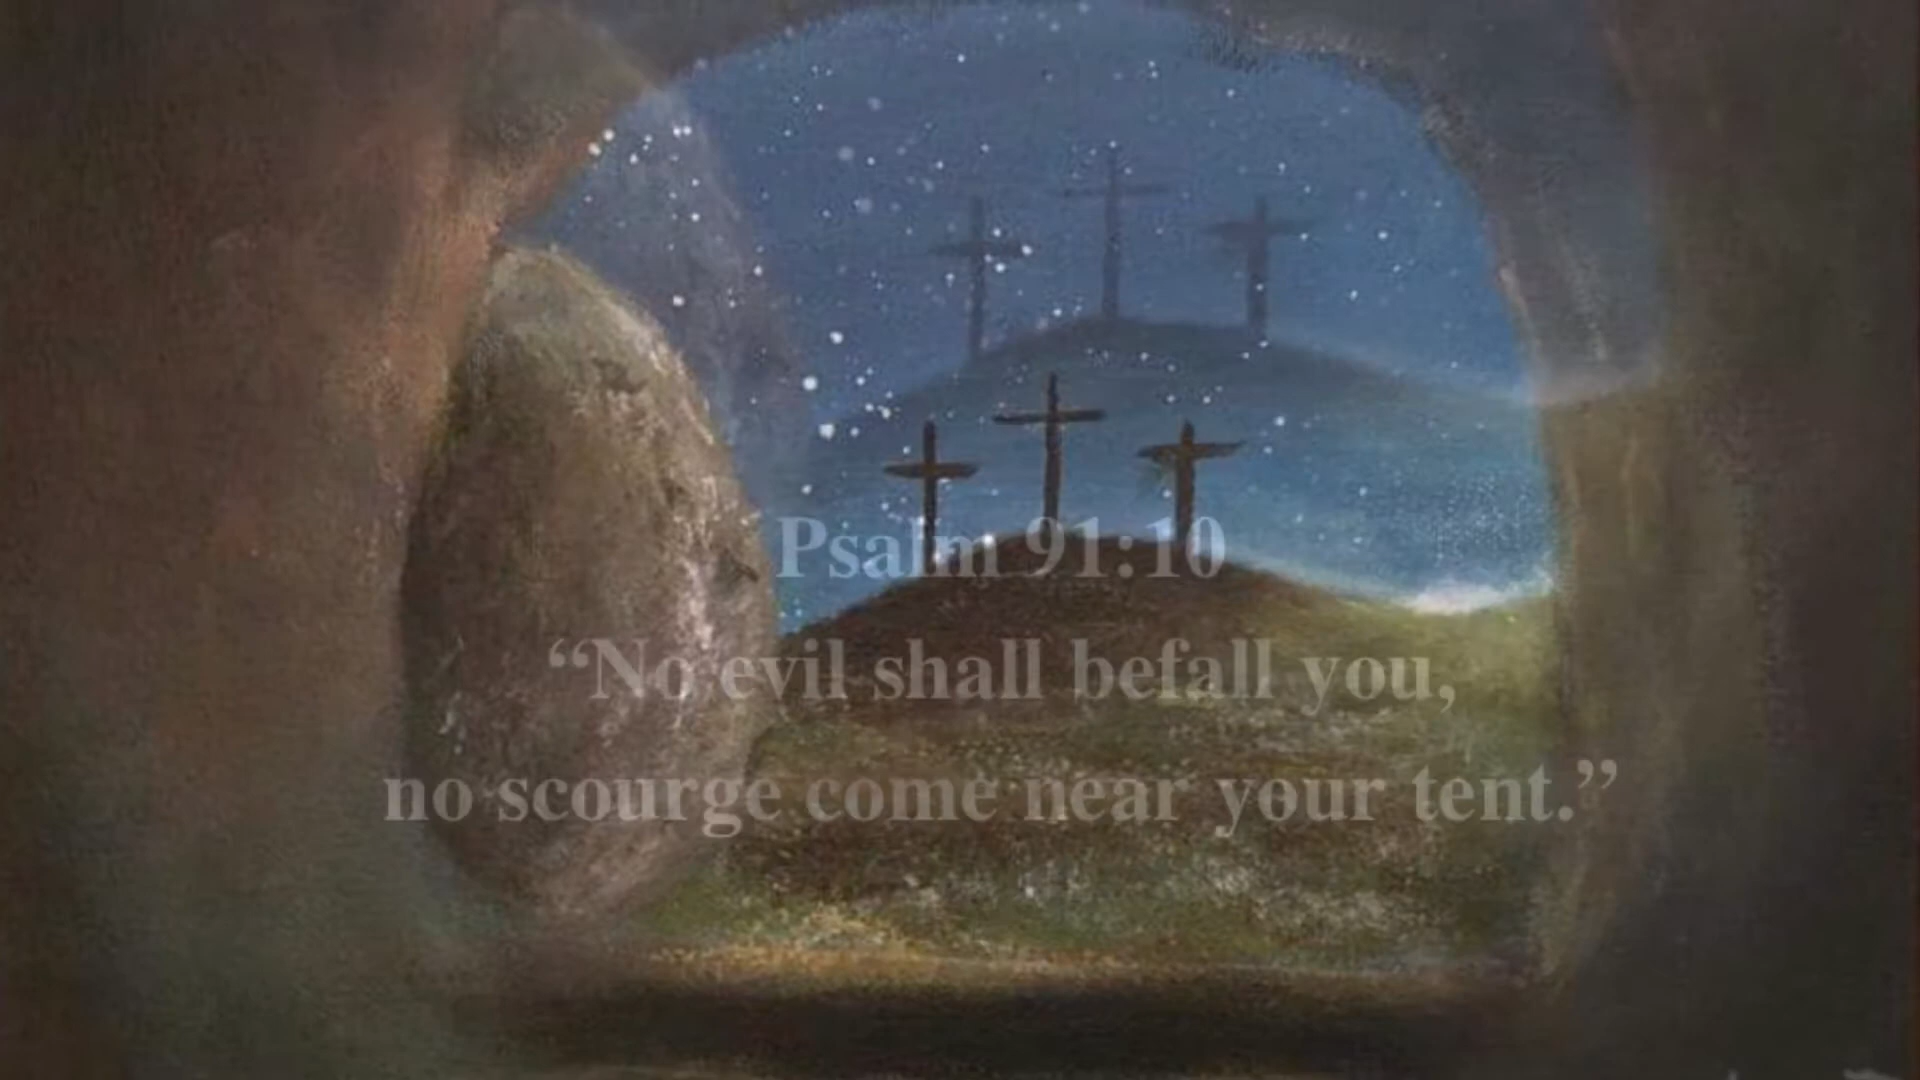 Psalm 91:10
“No evil shall befall you,
no scourge come near your tent.”